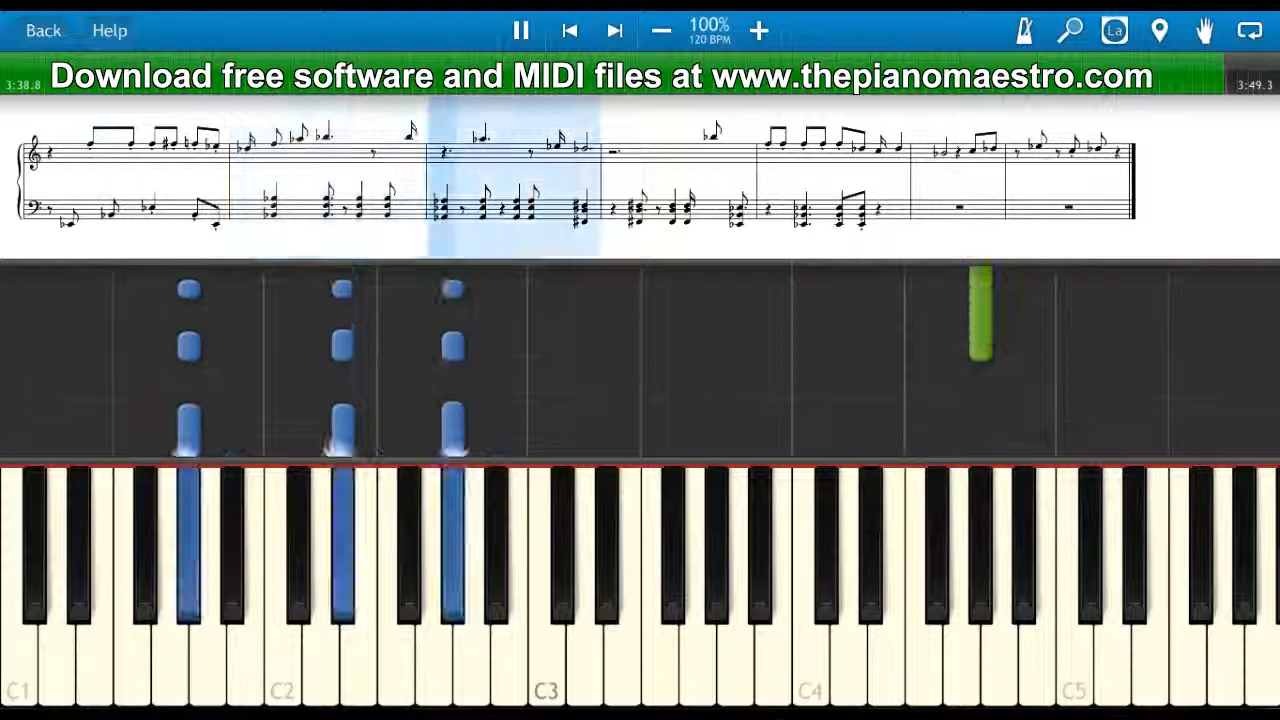 Back Help 100% La
120 BPM
Download free software and MIDI files at www.thepianomaestro.com
3:38.8 3:49.3
C1 C2 C3 C4 C5